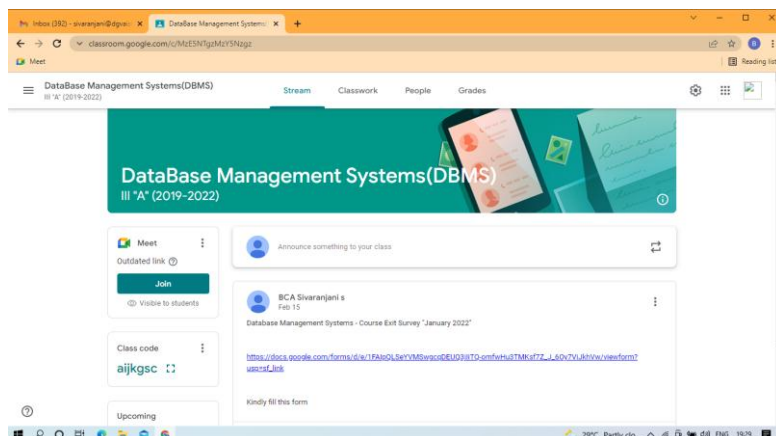 Inbox (392) - sivaranjani@dgvaic
DataBase Management Systems(
classroom.google.com/c/MzE5NTgzMzY5Nzgz
Meet
Reading list
DataBase Management Systems(DBMS)
III "A" (2019-2022)
Stream Classwork People Grades
DataBase Management Systems(DBMS)
III "A" (2019-2022)
Meet
Outdated link
Join
Visible to students
Class code
aijkgsc
Upcoming
Announce something to your class
BCA Sivaranjani s
Feb 15
Database Management Systems - Course Exit Survey "January 2022"
usp=sf_link
Kindly fill this form
29°C Partly clo ENG 19:29